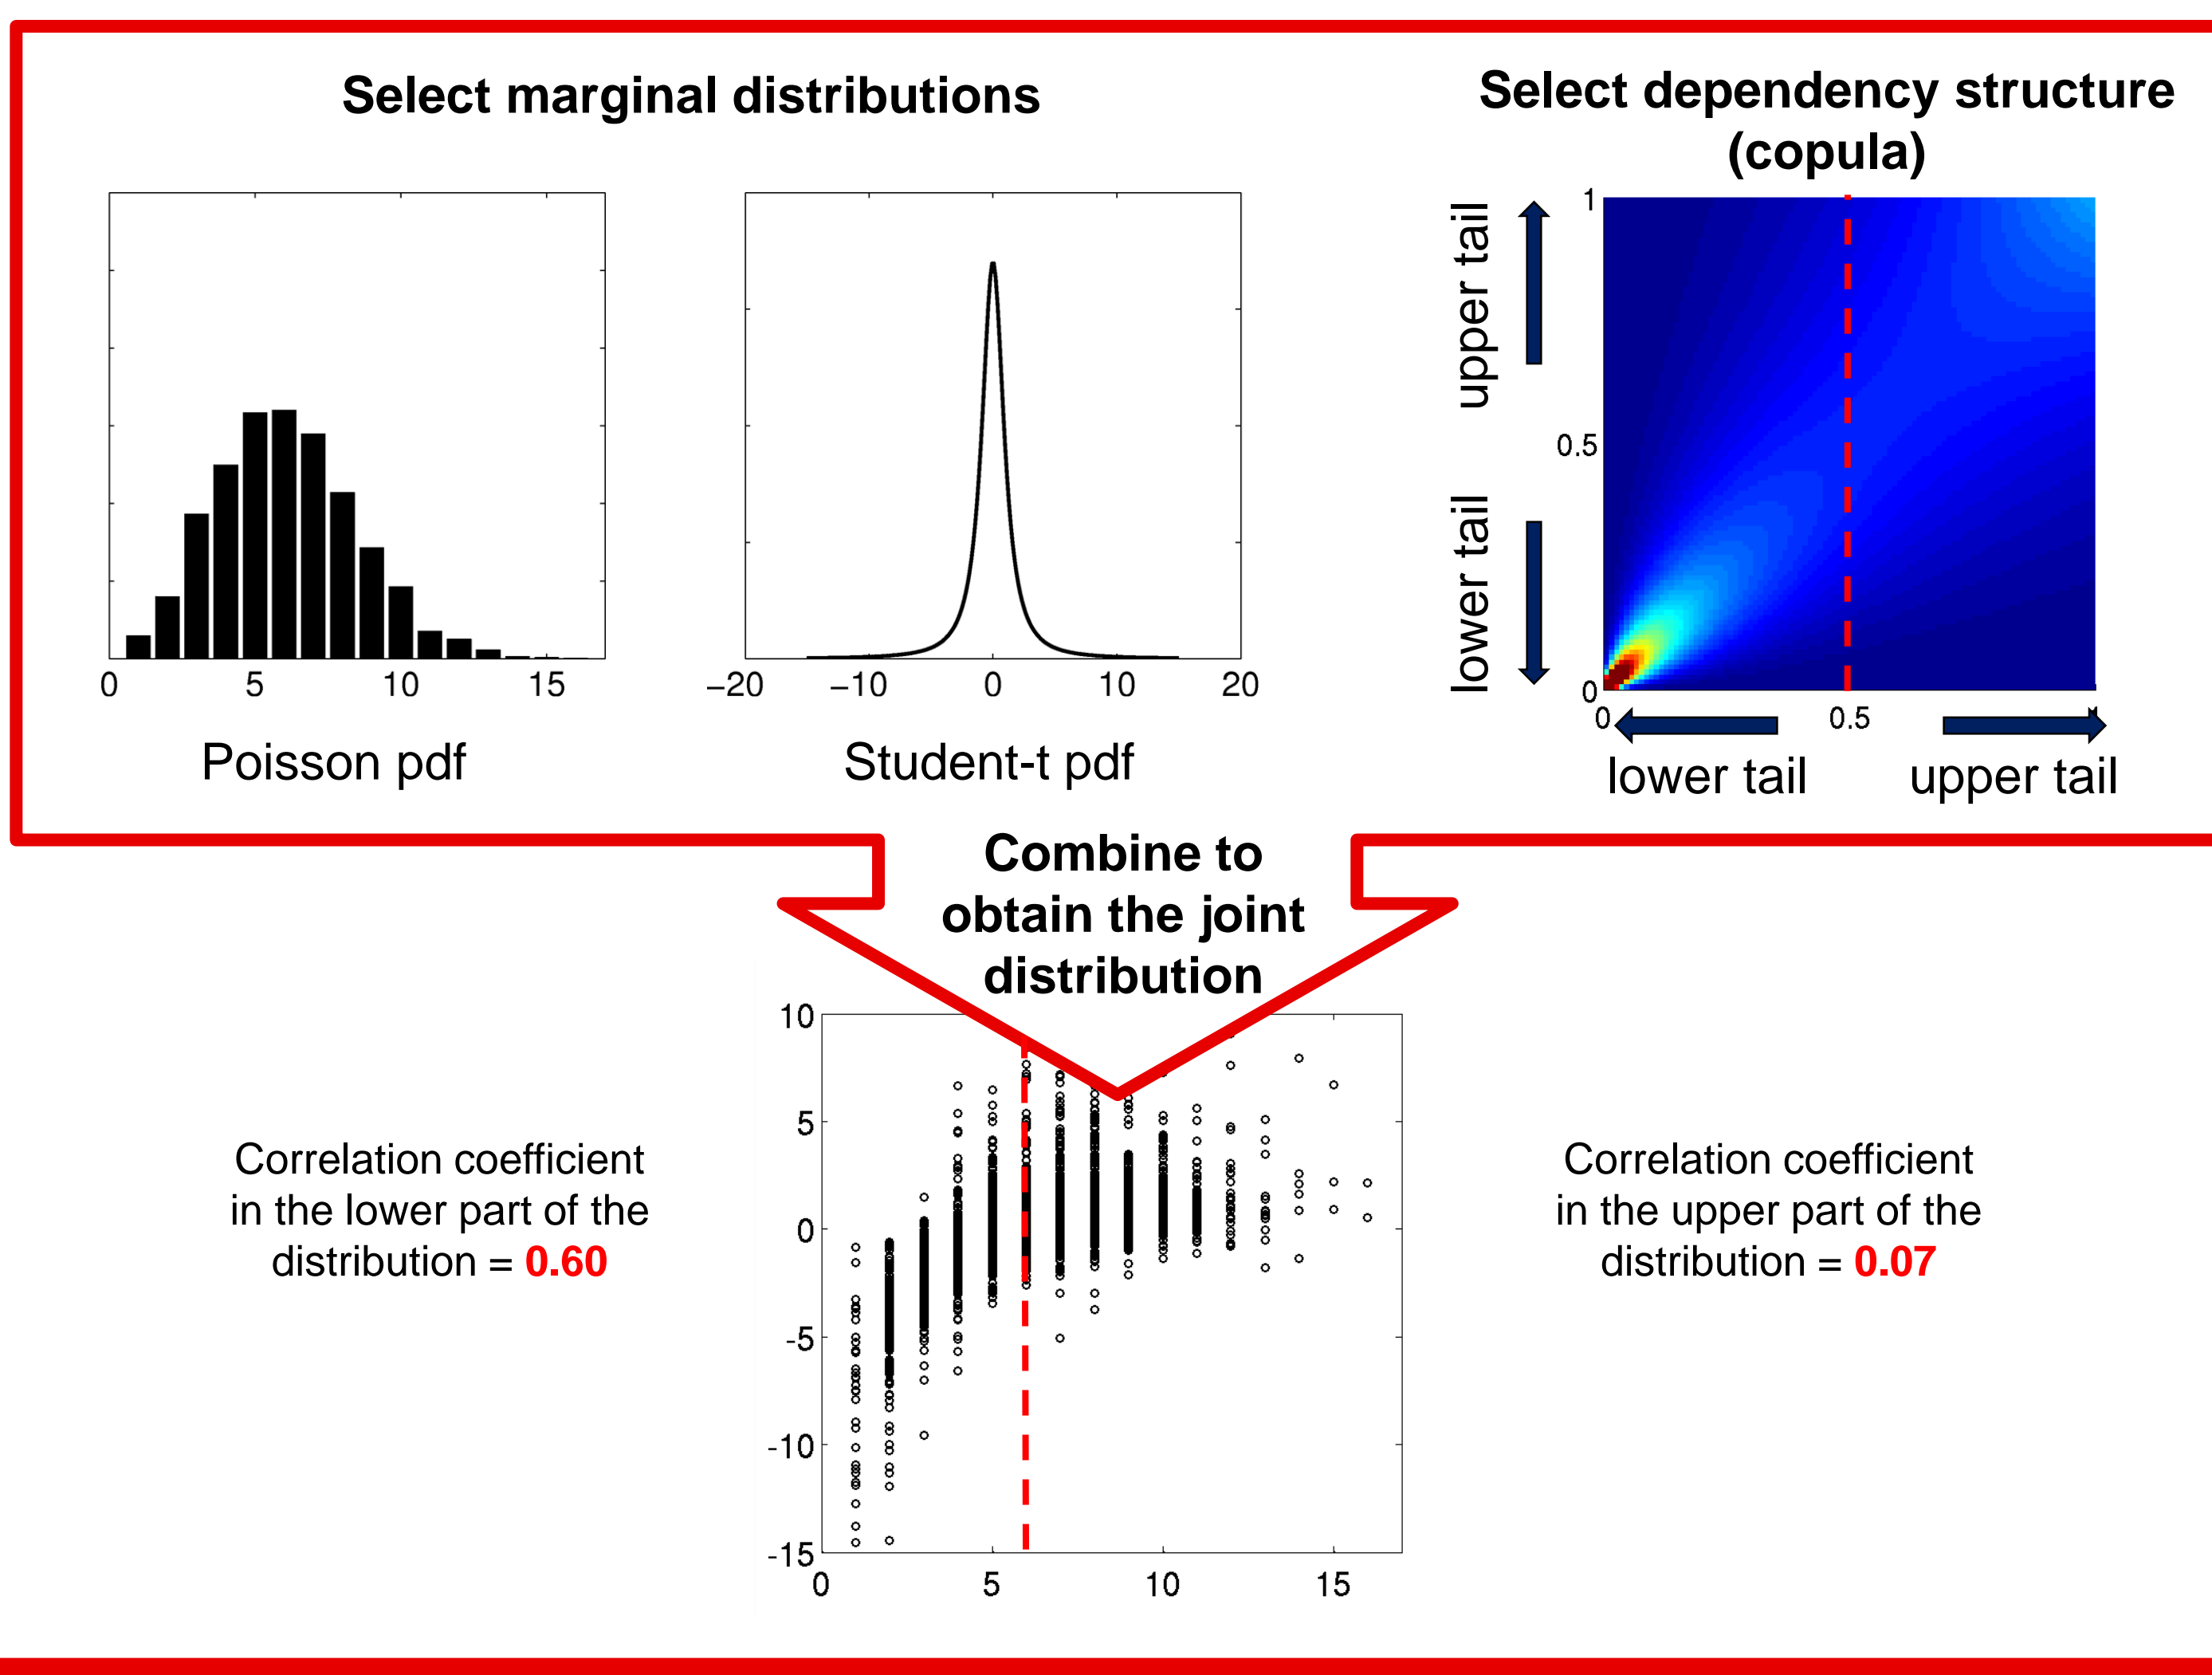 Select marginal distributions
0 5 10 15
Poisson pdf
−20 −10 0 10 20
Student-t pdf
Select dependency structure
(copula)
upper tail
lower tail
1
0.5
0
0 0.5
lower tail upper tail
Combine to
obtain the joint
distribution
Correlation coefficient
in the lower part of the
distribution = 0.60
10
5
0
-5
-10
-15
0 5 10 15
Correlation coefficient
in the upper part of the
distribution = 0.07